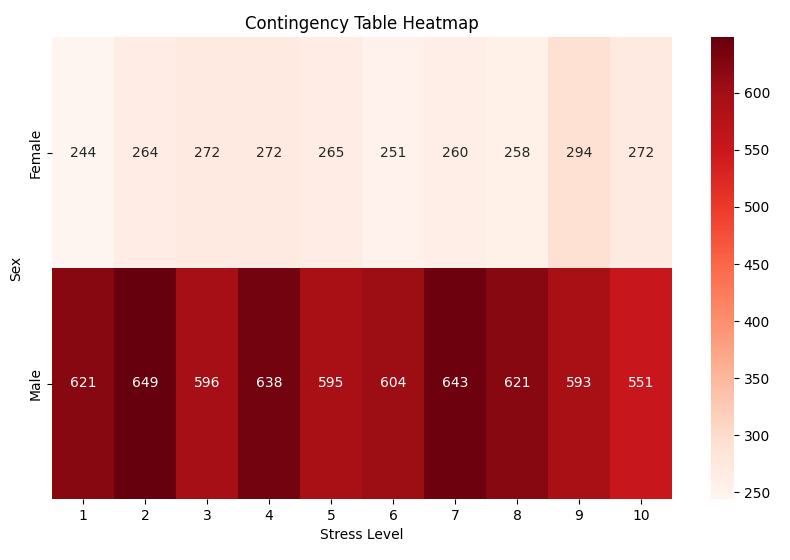 Contingency Table Heatmap
Female
244 264 272 272 265 251 260 258 294 272
Sex
Male
621 649 596 638 595 604 643 621 593 551
1 2 3 4 5 6 7 8 9 10
Stress Level
600
550
500
450
400
350
300
250